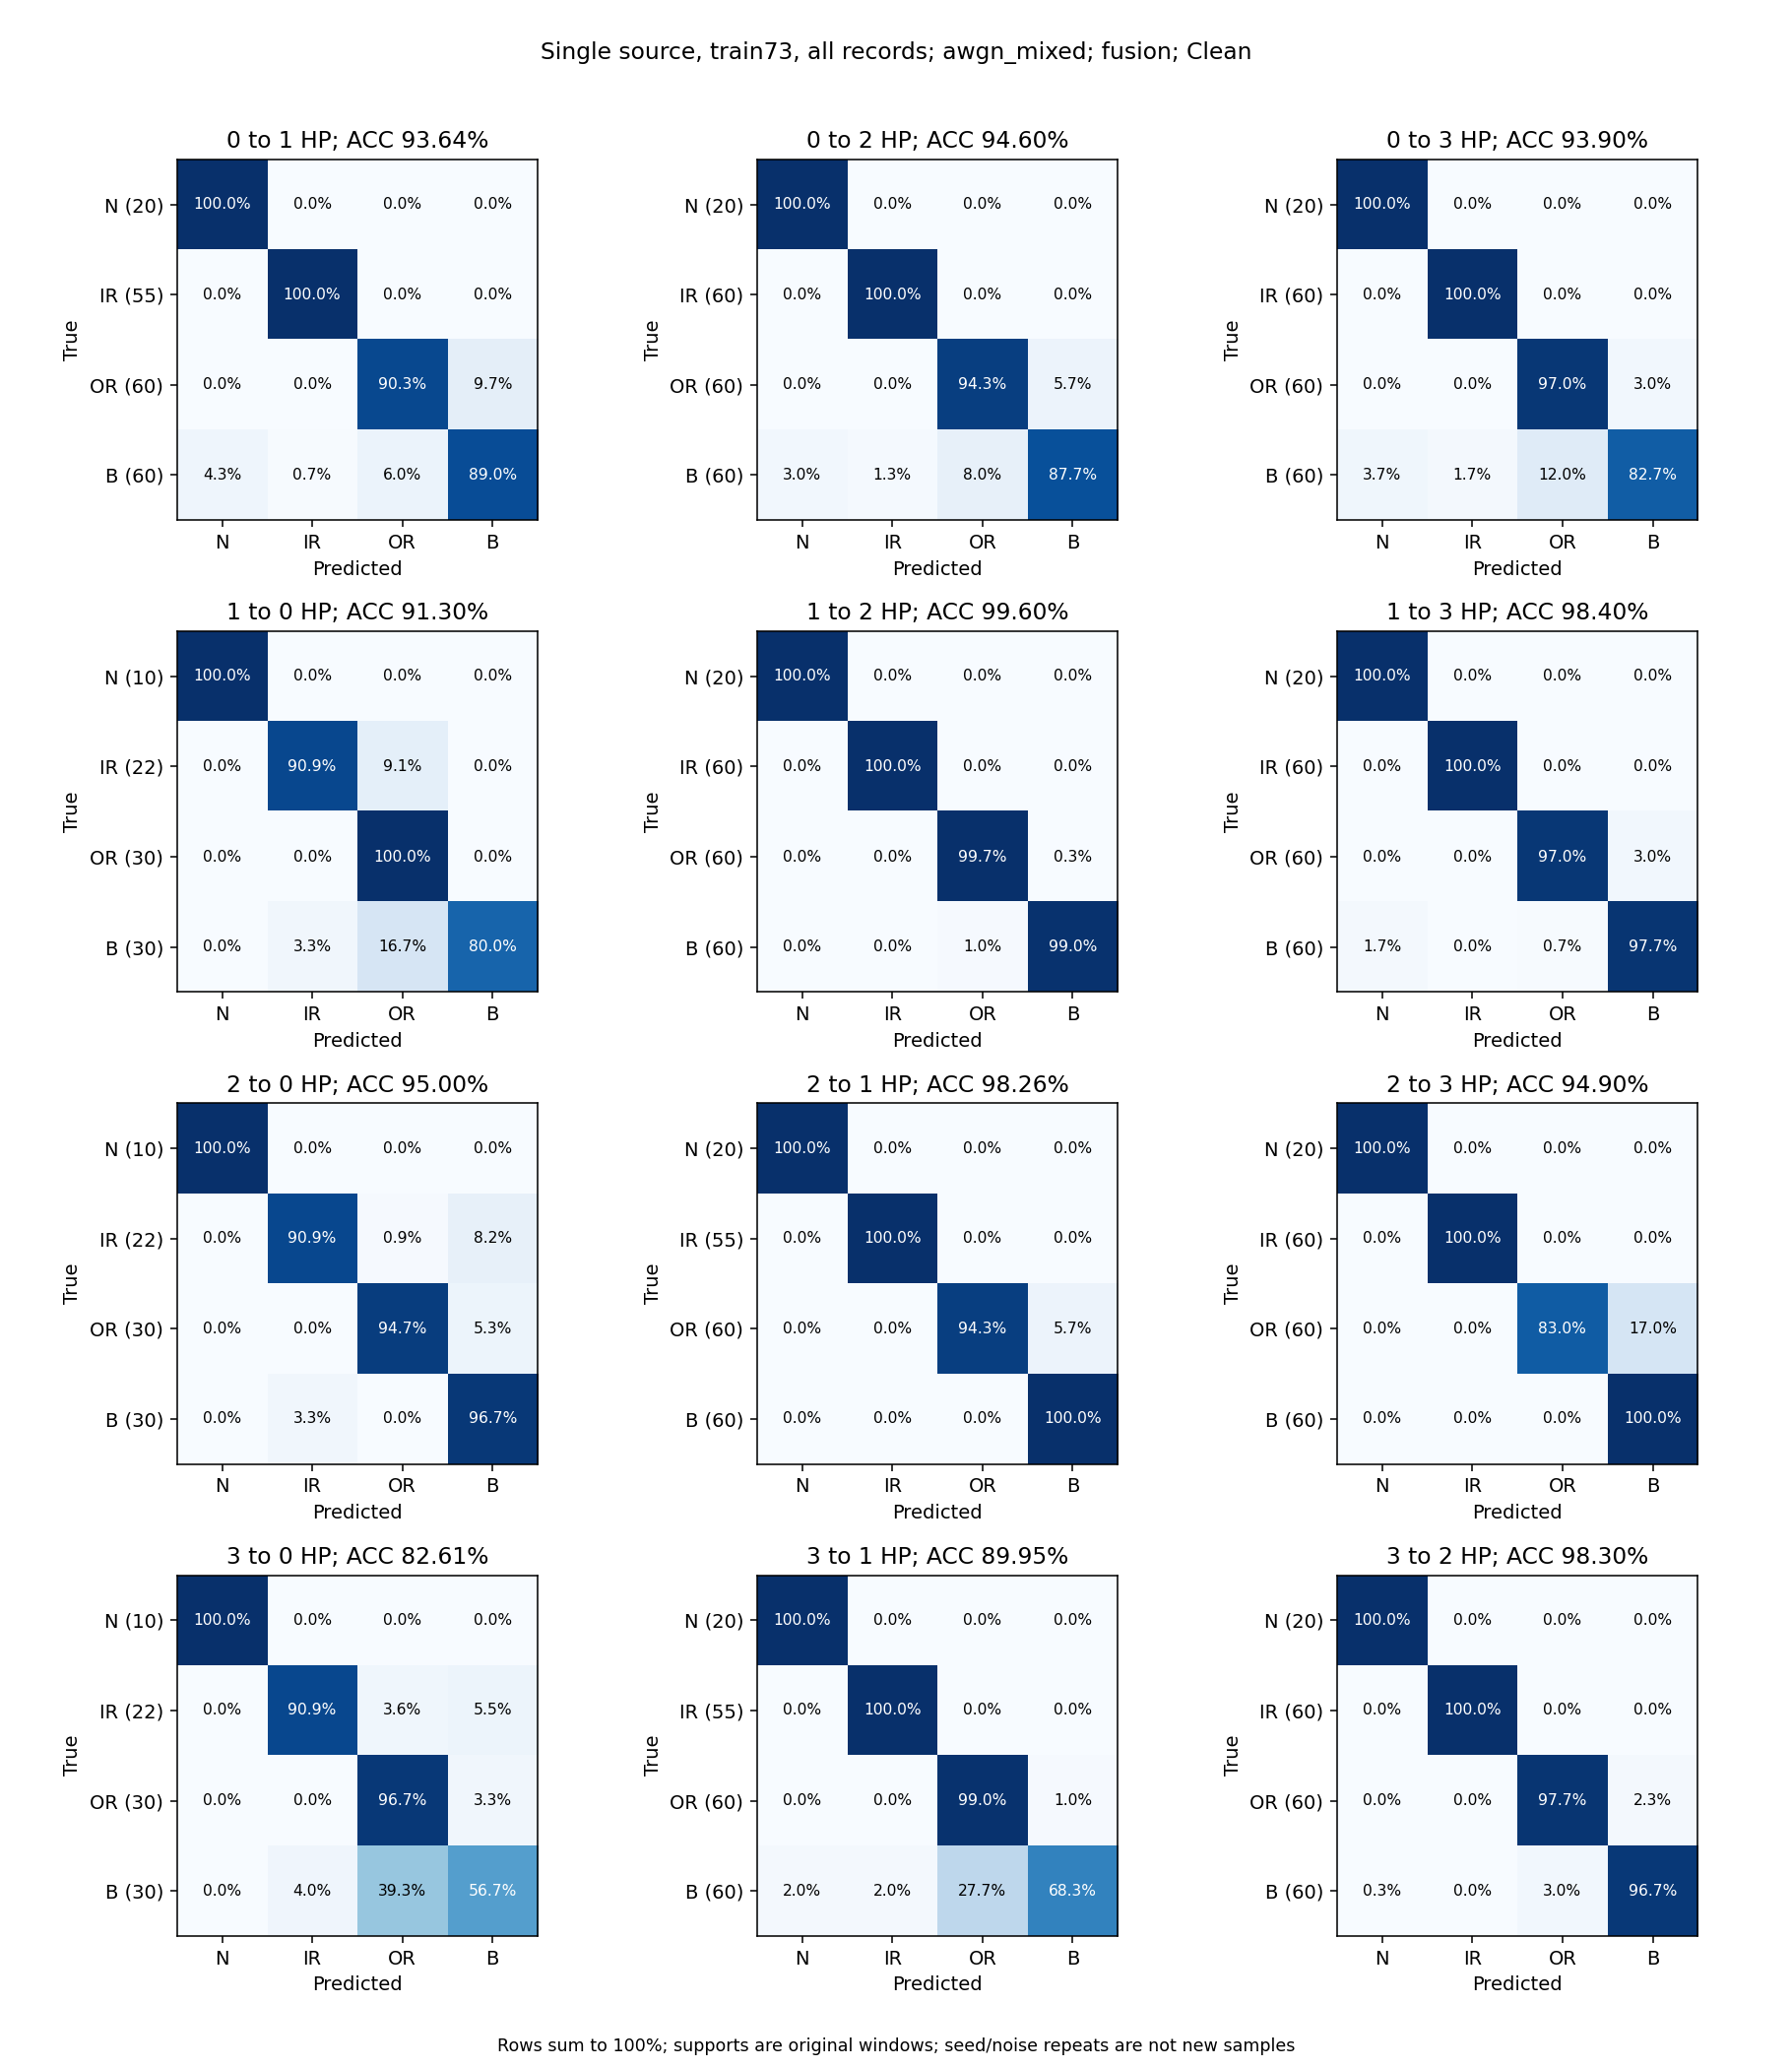 Single source, train73, all records; awgn_mixed; fusion; Clean
0 to 1 HP; ACC 93.64%
N (20) 100.0% 0.0% 0.0% 0.0%
IR (55) 0.0% 100.0% 0.0% 0.0%
OR (60) 0.0% 0.0% 90.3% 9.7%
B (60) 4.3% 0.7% 6.0% 89.0%
True
N IR OR B
Predicted
0 to 2 HP; ACC 94.60%
N (20) 100.0% 0.0% 0.0% 0.0%
IR (60) 0.0% 100.0% 0.0% 0.0%
OR (60) 0.0% 0.0% 94.3% 5.7%
B (60) 3.0% 1.3% 8.0% 87.7%
True
N IR OR B
Predicted
0 to 3 HP; ACC 93.90%
N (20) 100.0% 0.0% 0.0% 0.0%
IR (60) 0.0% 100.0% 0.0% 0.0%
OR (60) 0.0% 0.0% 97.0% 3.0%
B (60) 3.7% 1.7% 12.0% 82.7%
True
N IR OR B
Predicted
1 to 0 HP; ACC 91.30%
N (10) 100.0% 0.0% 0.0% 0.0%
IR (22) 0.0% 90.9% 9.1% 0.0%
OR (30) 0.0% 0.0% 100.0% 0.0%
B (30) 0.0% 3.3% 16.7% 80.0%
True
N IR OR B
Predicted
1 to 2 HP; ACC 99.60%
N (20) 100.0% 0.0% 0.0% 0.0%
IR (60) 0.0% 100.0% 0.0% 0.0%
OR (60) 0.0% 0.0% 99.7% 0.3%
B (60) 0.0% 0.0% 1.0% 99.0%
True
N IR OR B
Predicted
1 to 3 HP; ACC 98.40%
N (20) 100.0% 0.0% 0.0% 0.0%
IR (60) 0.0% 100.0% 0.0% 0.0%
OR (60) 0.0% 0.0% 97.0% 3.0%
B (60) 1.7% 0.0% 0.7% 97.7%
True
N IR OR B
Predicted
2 to 0 HP; ACC 95.00%
N (10) 100.0% 0.0% 0.0% 0.0%
IR (22) 0.0% 90.9% 0.9% 8.2%
OR (30) 0.0% 0.0% 94.7% 5.3%
B (30) 0.0% 3.3% 0.0% 96.7%
True
N IR OR B
Predicted
2 to 1 HP; ACC 98.26%
N (20) 100.0% 0.0% 0.0% 0.0%
IR (55) 0.0% 100.0% 0.0% 0.0%
OR (60) 0.0% 0.0% 94.3% 5.7%
B (60) 0.0% 0.0% 0.0% 100.0%
True
N IR OR B
Predicted
2 to 3 HP; ACC 94.90%
N (20) 100.0% 0.0% 0.0% 0.0%
IR (60) 0.0% 100.0% 0.0% 0.0%
OR (60) 0.0% 0.0% 83.0% 17.0%
B (60) 0.0% 0.0% 0.0% 100.0%
True
N IR OR B
Predicted
3 to 0 HP; ACC 82.61%
N (10) 100.0% 0.0% 0.0% 0.0%
IR (22) 0.0% 90.9% 3.6% 5.5%
OR (30) 0.0% 0.0% 96.7% 3.3%
B (30) 0.0% 4.0% 39.3% 56.7%
True
N IR OR B
Predicted
3 to 1 HP; ACC 89.95%
N (20) 100.0% 0.0% 0.0% 0.0%
IR (55) 0.0% 100.0% 0.0% 0.0%
OR (60) 0.0% 0.0% 99.0% 1.0%
B (60) 2.0% 2.0% 27.7% 68.3%
True
N IR OR B
Predicted
3 to 2 HP; ACC 98.30%
N (20) 100.0% 0.0% 0.0% 0.0%
IR (60) 0.0% 100.0% 0.0% 0.0%
OR (60) 0.0% 0.0% 97.7% 2.3%
B (60) 0.3% 0.0% 3.0% 96.7%
True
N IR OR B
Predicted
Rows sum to 100%; supports are original windows; seed/noise repeats are not new samples